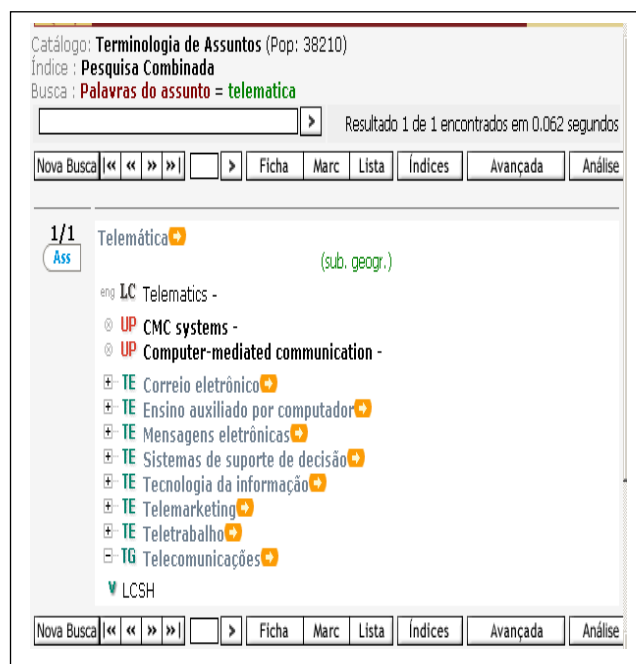 Catálogo: Terminologia de Assuntos (Pop: 38210)
Índice : Pesquisa Combinada
Busca : Palavras do assunto = telematica
> Resultado 1 de 1 encontrados em 0.062 segundos
Nova Busca |« « » »| > Ficha Marc Lista Índices Avançada Análise
1/1 Telemática
Ass (sub. geogr.)
eng LC Telematics -
UP CMC systems -
UP Computer-mediated communication -
TE Correio eletrônico
TE Ensino auxiliado por computador
TE Mensagens eletrônicas
TE Sistemas de suporte de decisão
TE Tecnologia da informação
TE Telemarketing
TE Teletrabalho
TG Telecomunicações
V LCSH
Nova Busca |« « » »| > Ficha Marc Lista Índices Avançada Análise